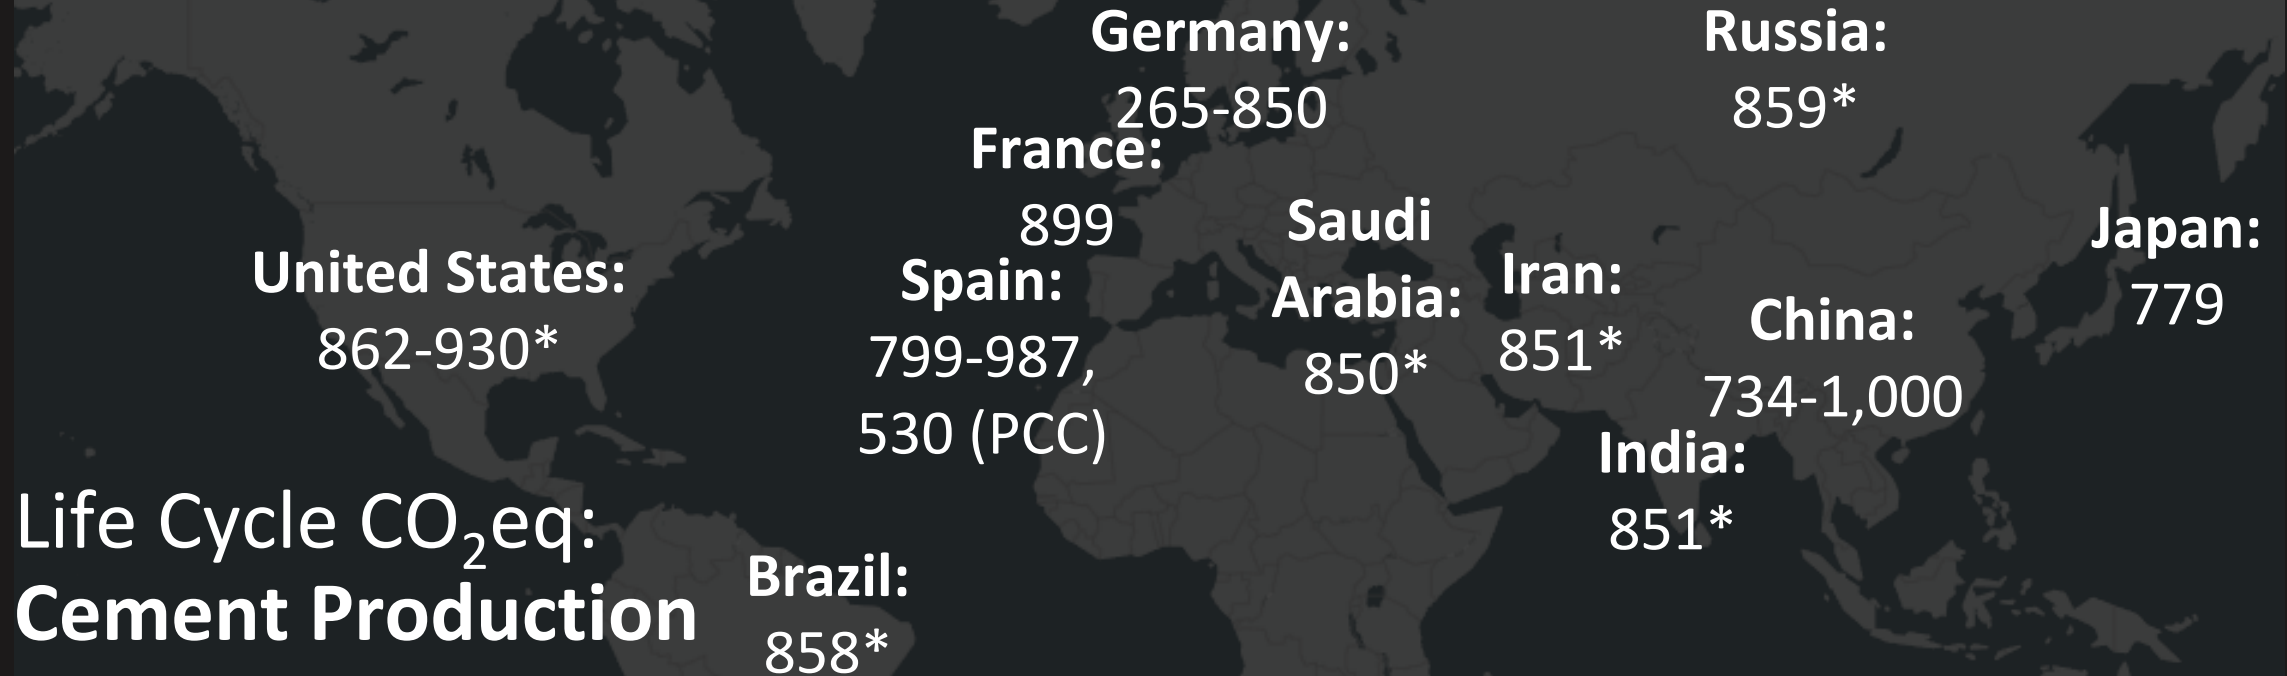 Germany:
265-850
Russia:
859*
France:
899
Saudi
Arabia:
850*
Japan:
779
United States:
862-930*
Spain:
799-987,
530 (PCC)
Iran:
851*
China:
734-1,000
India:
851*
Life Cycle CO₂eq:
Cement Production
Brazil:
858*